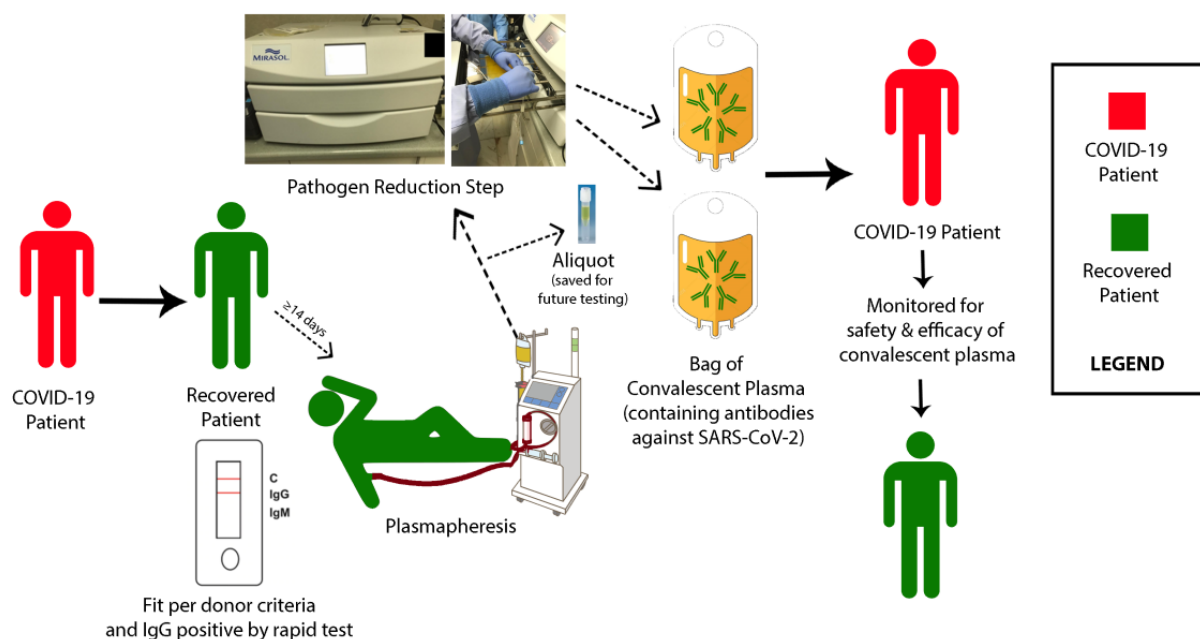 MIRASOL
Pathogen Reduction Step
Aliquot
(saved for
future testing)
COVID-19
Patient
Recovered
Patient
≥14 days
C
IgG
IgM
Fit per donor criteria
and IgG positive by rapid test
Plasmapheresis
Bag of
Convalescent Plasma
(containing antibodies
against SARS-CoV-2)
COVID-19 Patient
Monitored for
safety & efficacy of
convalescent plasma
COVID-19
Patient
Recovered
Patient
LEGEND